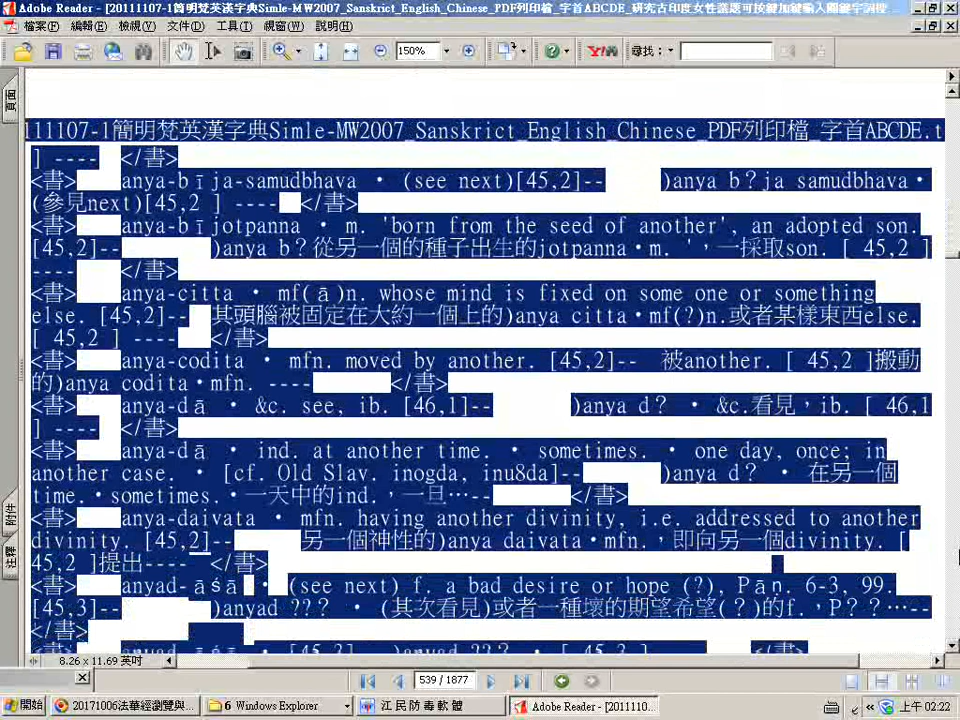 Adobe Reader - [20111107-1簡明梵英漢字典Simle-MW2007_Sanskrict_English_Chinese_PDF列印檔_字首ABCDE_研究古印度女性議題可按鍵加鍵輸入關鍵字詞搜
檔案(F) 編輯(E) 檢視(V) 文件(D) 工具(T) 視窗(W) 說明(H)
150% 尋找：
頁面
111107-1簡明梵英漢字典Simle-MW2007_Sanskrict_English_Chinese_PDF列印檔_字首ABCDE.t
] ---- </書>
<書> anya-bīja-samudbhava · (see next)[45,2]-- )anya b？ja samudbhava·
(參見next)[45,2 ] ---- </書>
<書> anya-bījotpanna · m. 'born from the seed of another', an adopted son.
[45,2]-- )anya b？從另一個的種子出生的jotpanna·m. '，一採取son. [ 45,2 ]
---- </書>
<書> anya-citta · mf(ā)n. whose mind is fixed on some one or something
else. [45,2]-- 其頭腦被固定在大約一個上的)anya citta·mf(?)n.或者某樣東西else.
[ 45,2 ] ---- </書>
<書> anya-codita · mfn. moved by another. [45,2]-- 被another. [ 45,2 ]搬動
的)anya codita·mfn. ---- </書>
<書> anya-dā · &c. see, ib. [46,1]-- )anya d？ · &c.看見，ib. [ 46,1
] ---- </書>
<書> anya-dā · ind. at another time. · sometimes. · one day, once; in
another case. · [cf. Old Slav. inogda, inu8da]-- )anya d？ · 在另一個
time.·sometimes.·一天中的ind.，一旦…-- </書>
<書> anya-daivata · mfn. having another divinity, i.e. addressed to another
divinity. [45,2]-- 另一個神性的)anya daivata·mfn.，即向另一個divinity. [
45,2 ]提出---- </書>
<書> anyad-āśā · (see next) f. a bad desire or hope (?), Pāṇ. 6-3, 99.
[45,3]-- )anyad ??? · (其次看見)或者一種壞的期望希望(？)的f.，P？？…--
</書>
附件
註釋
8.26 x 11.69 英吋
539 / 1877
開始 20171006法華經瀏覽與... 6 Windows Explorer 江民防毒軟體 Adobe Reader - [2011110... 上午 02:22